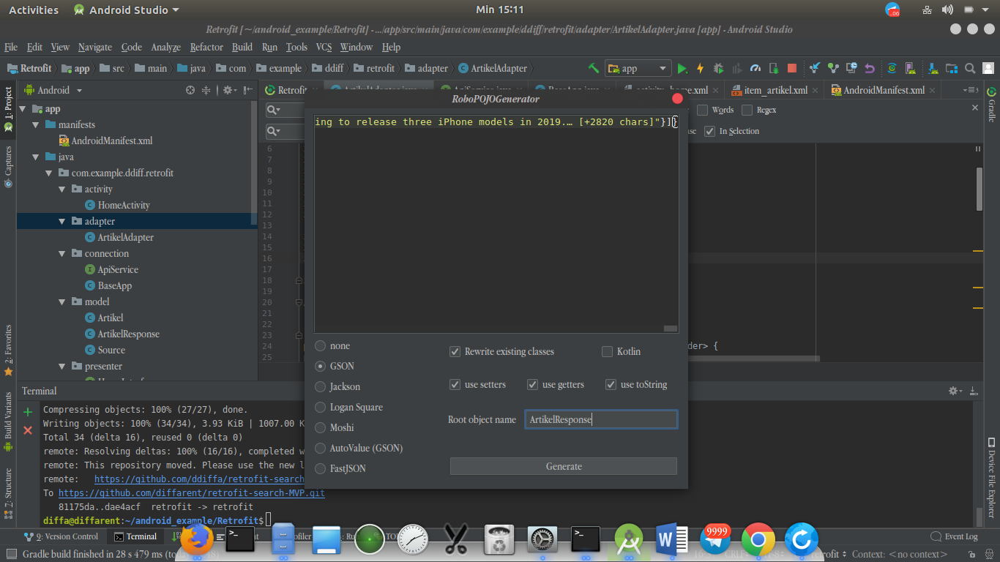 Activities Android Studio Min 15:11
Retrofit [~/android_example/Retrofit] - .../app/src/main/java/com/example/ddiff/retrofit/adapter/ArtikelAdapter.java [app] - Android Studio
File Edit View Navigate Code Analyze Refactor Build Run Tools VCS Window Help
Retrofit app src main java com example ddiff retrofit adapter ArtikelAdapter app
1: Project
Captures
2: Favorites
Build Variants
7: Structure
Android
app
manifests
AndroidManifest.xml
java
com.example.ddiff.retrofit
activity
HomeActivity
adapter
ArtikelAdapter
connection
ApiService
BaseApp
model
Artikel
ArtikelResponse
Source
presenter
Retrofit
item_artikel.xml AndroidManifest.xml
Words Regex
In Selection
6
7
8
9
10
11
12
13
14
15
16
17
18
19
20
21
22
23
24 der> {
25
RoboPOJOGenerator
ing to release three iPhone models in 2019.… [+2820 chars]"}]}
none
GSON
Jackson
Logan Square
Moshi
AutoValue (GSON)
FastJSON
Rewrite existing classes Kotlin
use setters use getters use toString
Root object name ArtikelResponse
Generate
Gradle
Device File Explorer
Terminal
Compressing objects: 100% (27/27), done.
Writing objects: 100% (34/34), 3.93 KiB | 1007.00 K
Total 34 (delta 16), reused 0 (delta 0)
remote: Resolving deltas: 100% (16/16), completed w
remote: This repository moved. Please use the new l
remote: https://github.com/ddiffa/retrofit-search
To https://github.com/diffarent/retrofit-search-MVP.git
81175da..dae4acf retrofit -> retrofit
diffa@diffarent:~/android_example/Retrofit$
9: Version Control Terminal Event Log
9999
Gradle build finished in 28 s 479 ms (today Context: <no context>